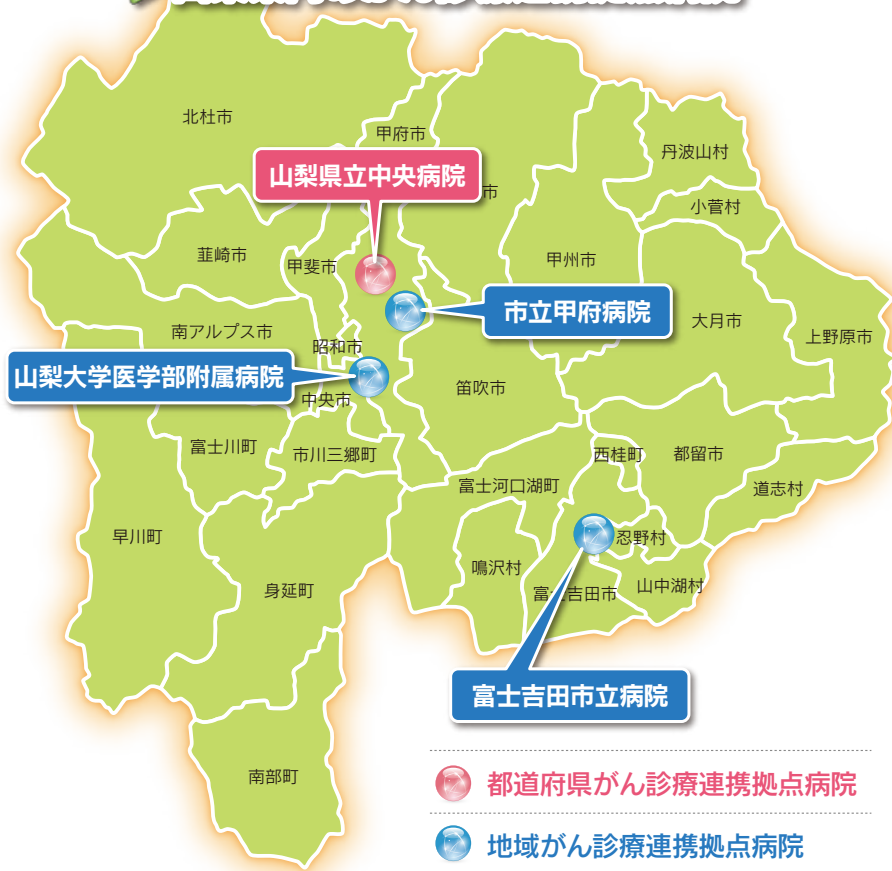 北杜市
甲府市
丹波山村
山梨県立中央病院
市
小菅村
韮崎市
甲斐市
甲州市
市立甲府病院
大月市
南アルプス市
上野原市
昭和市
山梨大学医学部附属病院
笛吹市
中央市
富士川町
市川三郷町
西桂町
都留市
富士河口湖町
道志村
早川町
忍野村
鳴沢村
身延町
富士吉田市
山中湖村
富士吉田市立病院
南部町
都道府県がん診療連携拠点病院
地域がん診療連携拠点病院